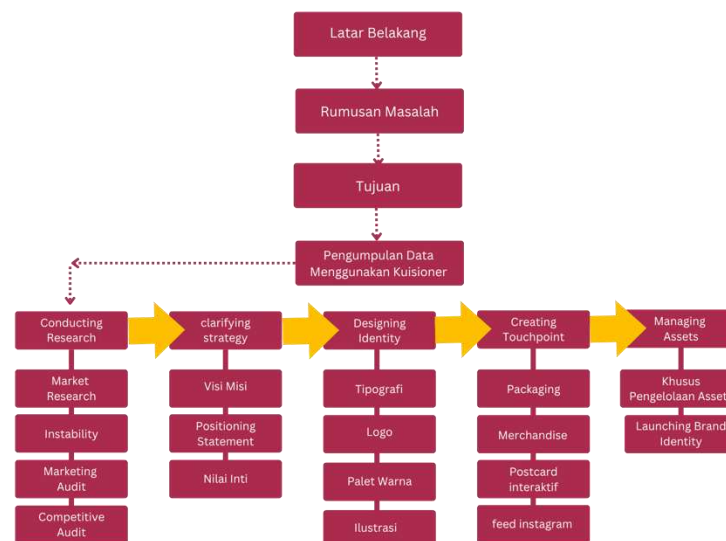 Latar Belakang
Rumusan Masalah
Tujuan
Pengumpulan Data
Menggunakan Kuisioner
Conducting
Research
Market
Research
Instability
Marketing
Audit
Competitive
Audit
clarifying
strategy
Visi Misi
Positioning
Statement
Nilai Inti
Designing
Identity
Tipografi
Logo
Palet Warna
Ilustrasi
Creating
Touchpoint
Packaging
Merchandise
Postcard
interaktif
feed instagram
Managing
Assets
Khusus
Pengelolaan Asset
Launching Brand
Identity